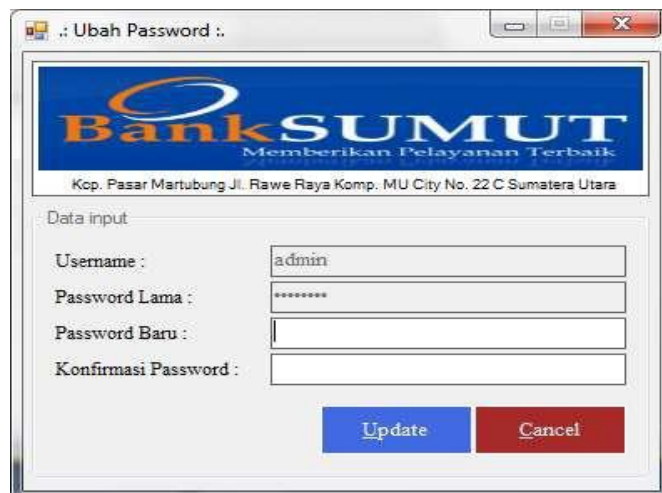 .: Ubah Password :.
BankSUMUT
Memberikan Pelayanan Terbaik
Kcp. Pasar Martubung Jl. Rawe Raya Komp. MU City No. 22 C Sumatera Utara
Data input
Username : admin
Password Lama : ••••••••
Password Baru :
Konfirmasi Password :
Update Cancel